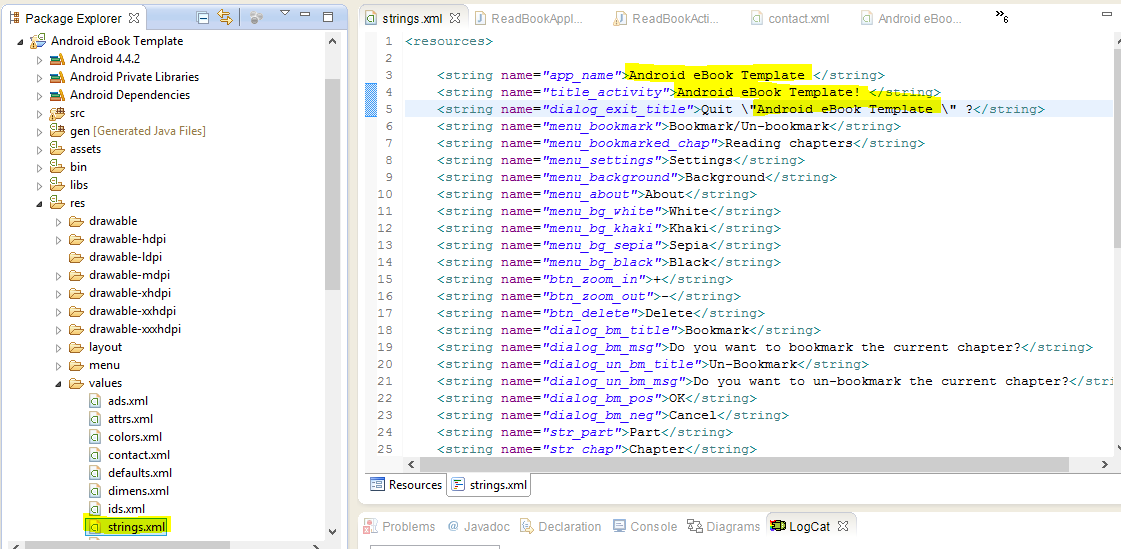 Package Explorer
Android eBook Template
Android 4.4.2
Android Private Libraries
Android Dependencies
src
gen [Generated Java Files]
assets
bin
libs
res
drawable
drawable-hdpi
drawable-ldpi
drawable-mdpi
drawable-xhdpi
drawable-xxhdpi
drawable-xxxhdpi
layout
menu
values
ads.xml
attrs.xml
colors.xml
contact.xml
defaults.xml
dimens.xml
ids.xml
strings.xml
strings.xml ReadBookAppl... ReadBookActi... contact.xml Android eBoo... »6
1 <resources>
2
3 <string name="app_name">Android eBook Template </string>
4 <string name="title_activity">Android eBook Template! </string>
5 <string name="dialog_exit_title">Quit \"Android eBook Template \" ?</string>
6 <string name="menu_bookmark">Bookmark/Un-bookmark</string>
7 <string name="menu_bookmarked_chap">Reading chapters</string>
8 <string name="menu_settings">Settings</string>
9 <string name="menu_background">Background</string>
10 <string name="menu_about">About</string>
11 <string name="menu_bg_white">White</string>
12 <string name="menu_bg_khaki">Khaki</string>
13 <string name="menu_bg_sepia">Sepia</string>
14 <string name="menu_bg_black">Black</string>
15 <string name="btn_zoom_in">+</string>
16 <string name="btn_zoom_out">-</string>
17 <string name="btn_delete">Delete</string>
18 <string name="dialog_bm_title">Bookmark</string>
19 <string name="dialog_bm_msg">Do you want to bookmark the current chapter?</string>
20 <string name="dialog_un_bm_title">Un-Bookmark</string>
21 <string name="dialog_un_bm_msg">Do you want to un-bookmark the current chapter?</stri
22 <string name="dialog_bm_pos">OK</string>
23 <string name="dialog_bm_neg">Cancel</string>
24 <string name="str_part">Part</string>
25 <string name="str_chap">Chapter</string>
Resources strings.xml
Problems @ Javadoc Declaration Console Diagrams LogCat